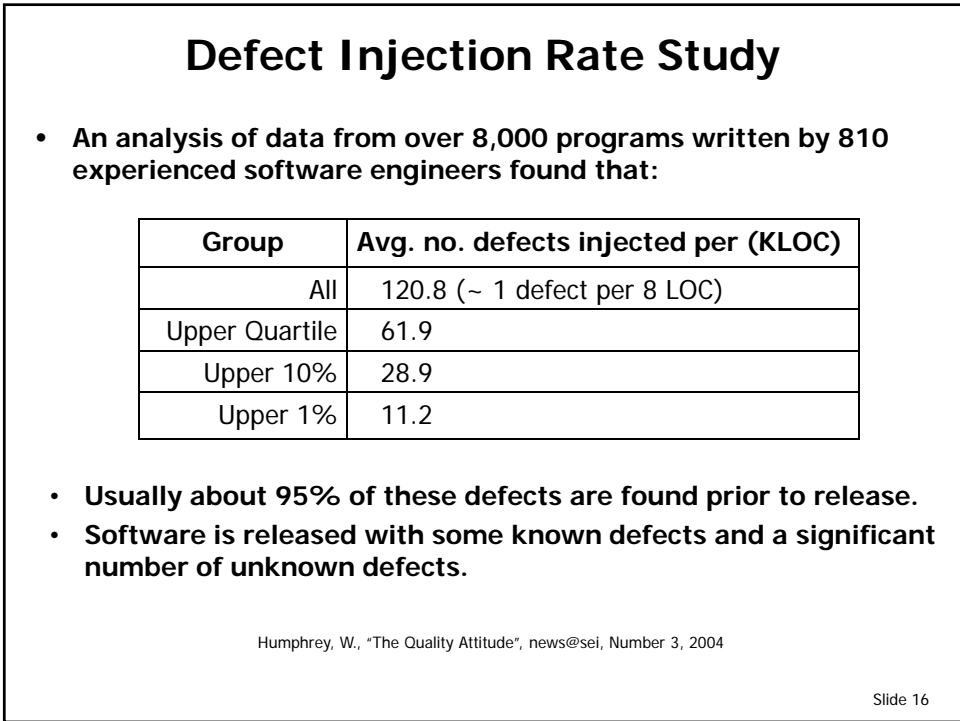 Defect Injection Rate Study
• An analysis of data from over 8,000 programs written by 810
experienced software engineers found that:
Group Avg. no. defects injected per (KLOC)
All 120.8 (~ 1 defect per 8 LOC)
Upper Quartile 61.9
Upper 10% 28.9
Upper 1% 11.2
• Usually about 95% of these defects are found prior to release.
• Software is released with some known defects and a significant
number of unknown defects.
Humphrey, W., “The Quality Attitude”, news@sei, Number 3, 2004
Slide 16